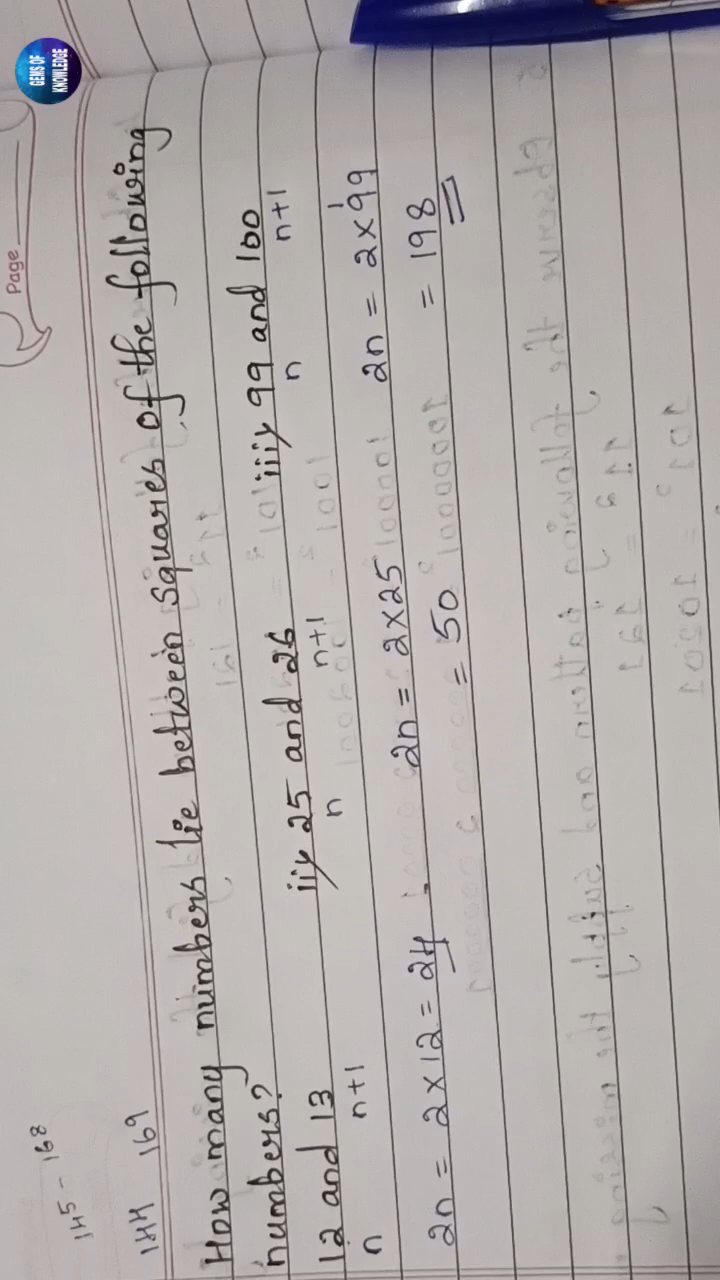 GEMS OF
KNOWLEDGE
Page
145 - 168
144 169
How many numbers lie between squares of the following
numbers?
12 and 13 ii) 25 and 26 iii) 99 and 100
n n+1 n n+1 n n+1
2n = 2×12 = 24 2n = 2×25 2n = 2×99
= 50 = 198